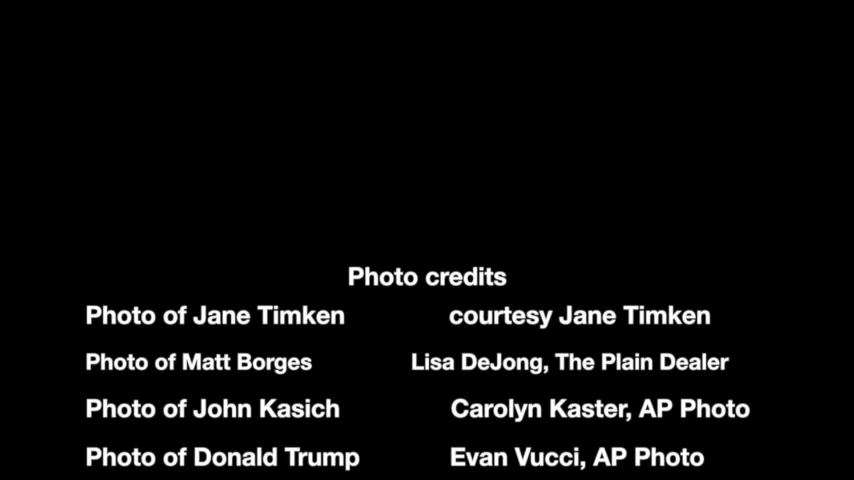 Photo credits
Photo of Jane Timken courtesy Jane Timken
Photo of Matt Borges Lisa DeJong, The Plain Dealer
Photo of John Kasich Carolyn Kaster, AP Photo
Photo of Donald Trump Evan Vucci, AP Photo